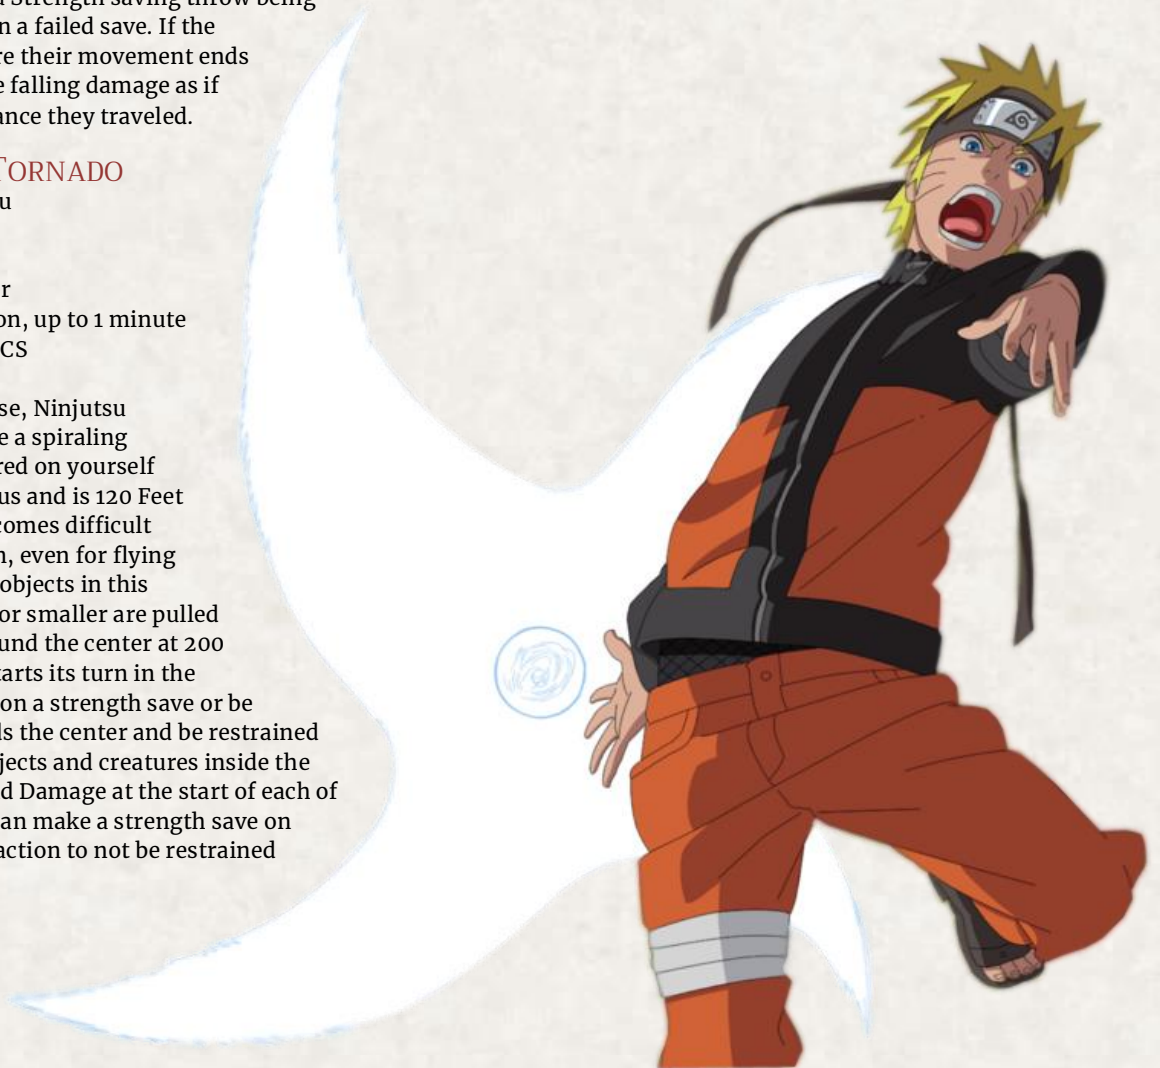 Strength saving throw being
n a failed save. If the
re their movement ends
e falling damage as if
ance they traveled.
TORNADO
u
r
on, up to 1 minute
CS
se, Ninjutsu
e a spiraling
red on yourself
us and is 120 Feet
comes difficult
n, even for flying
objects in this
or smaller are pulled
und the center at 200
tarts its turn in the
on a strength save or be
ls the center and be restrained
jects and creatures inside the
d Damage at the start of each of
an make a strength save on
action to not be restrained